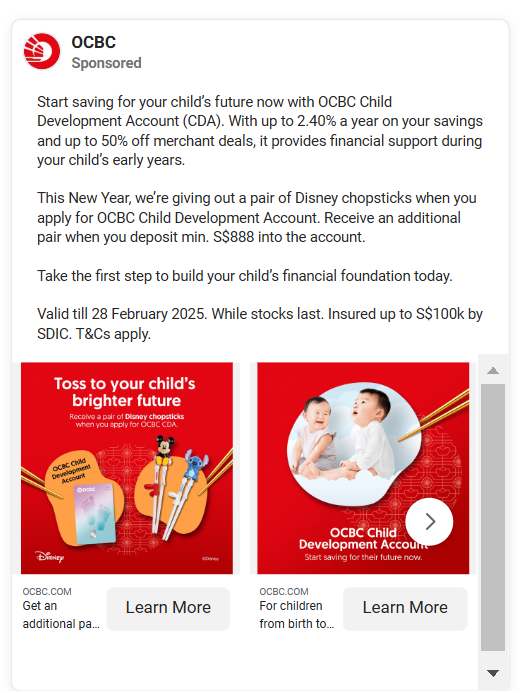 OCBC
Sponsored
Start saving for your child's future now with OCBC Child
Development Account (CDA). With up to 2.40% a year on your savings
and up to 50% off merchant deals, it provides financial support during
your child's early years.
This New Year, we're giving out a pair of Disney chopsticks when you
apply for OCBC Child Development Account. Receive an additional
pair when you deposit min. S$888 into the account.
Take the first step to build your child's financial foundation today.
Valid till 28 February 2025. While stocks last. Insured up to S$100k by
SDIC. T&Cs apply.
Toss to your child's
brighter future
Receive a pair of Disney chopsticks
when you apply for OCBC CDA.
OCBC Child
Development
Account
OCBC
Disney
©Disney
OCBC Child
Development Account
Start saving for their future now.
OCBC.COM
Get an
additional pa...
Learn More
OCBC.COM
For children
from birth to...
Learn More